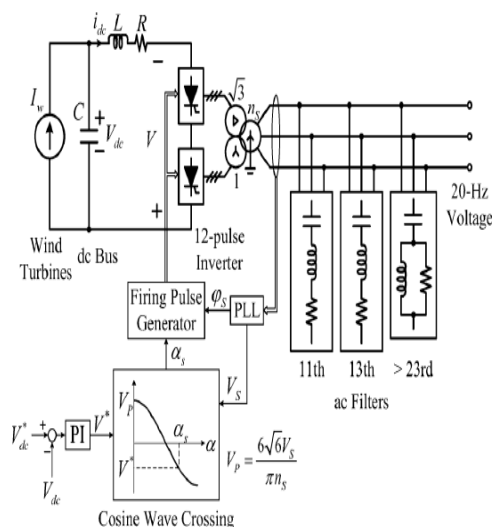 i_dc L R
I_w
C
+
−
V_dc
−
V
+
√3
n_s
1
Wind
Turbines
dc Bus
12-pulse
Inverter
20-Hz
Voltage
Firing Pulse
Generator
φ_S
PLL
α_s
V_S
11th
13th
> 23rd
ac Filters
V_dc^* + − PI V^*
V_dc
V_P
α_s
α
V^*
V_P = 6√6V_S / πn_S
Cosine Wave Crossing